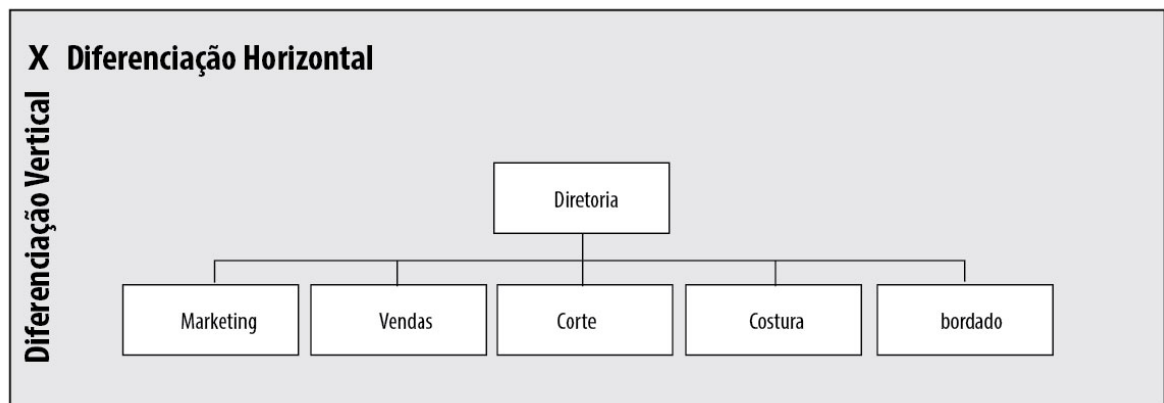 X Diferenciação Horizontal
Diferenciação Vertical
Diretoria
Marketing
Vendas
Corte
Costura
bordado